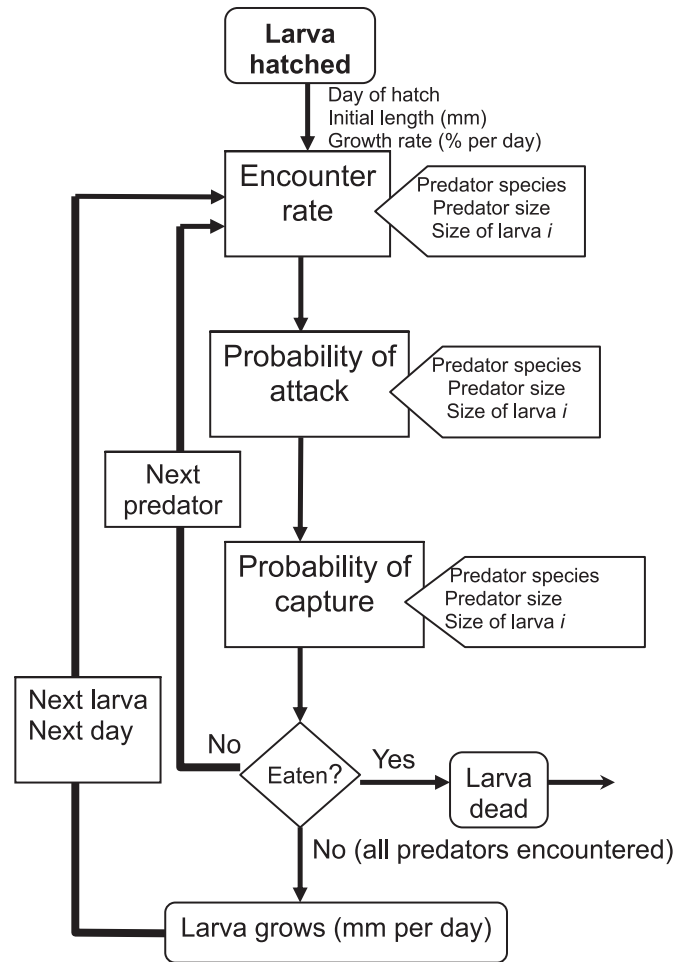 Larva
hatched
Day of hatch
Initial length (mm)
Growth rate (% per day)
Encounter
rate
Predator species
Predator size
Size of larva i
Probability of
attack
Predator species
Predator size
Size of larva i
Next
predator
Probability of
capture
Predator species
Predator size
Size of larva i
Next larva
Next day
No
Eaten?
Yes
Larva
dead
No (all predators encountered)
Larva grows (mm per day)